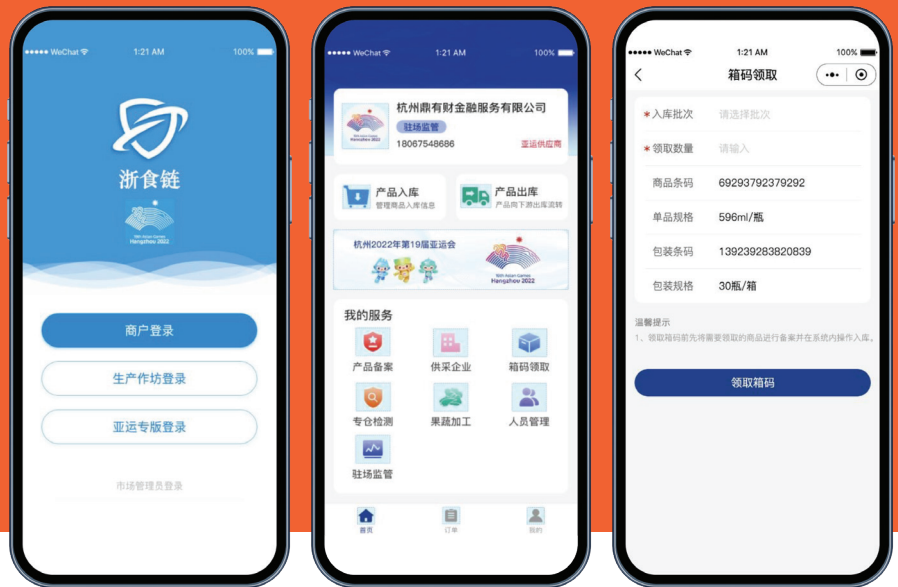 WeChat
1:21 AM
100%
浙食链
19th Asian Games
Hangzhou 2022
商户登录
生产作坊登录
亚运专版登录
市场管理员登录
WeChat
1:21 AM
100%
杭州鼎有财金融服务有限公司
驻场监管
18067548686
亚运供应商
19th Asian Games
Hangzhou 2022
产品入库
管理商品入库信息
产品出库
产品向下游出库流转
杭州2022年第19届亚运会
19th Asian Games
Hangzhou 2022
我的服务
产品备案
供采企业
箱码领取
专仓检测
果蔬加工
人员管理
驻场监管
首页
订单
我的
WeChat
1:21 AM
100%
箱码领取
*入库批次 请选择批次
*领取数量 请输入
商品条码 69293792379292
单品规格 596ml/瓶
包装条码 139239283820839
包装规格 30瓶/箱
温馨提示
1、领取箱码前先将需要领取的商品进行备案并在系统内操作入库。
领取箱码